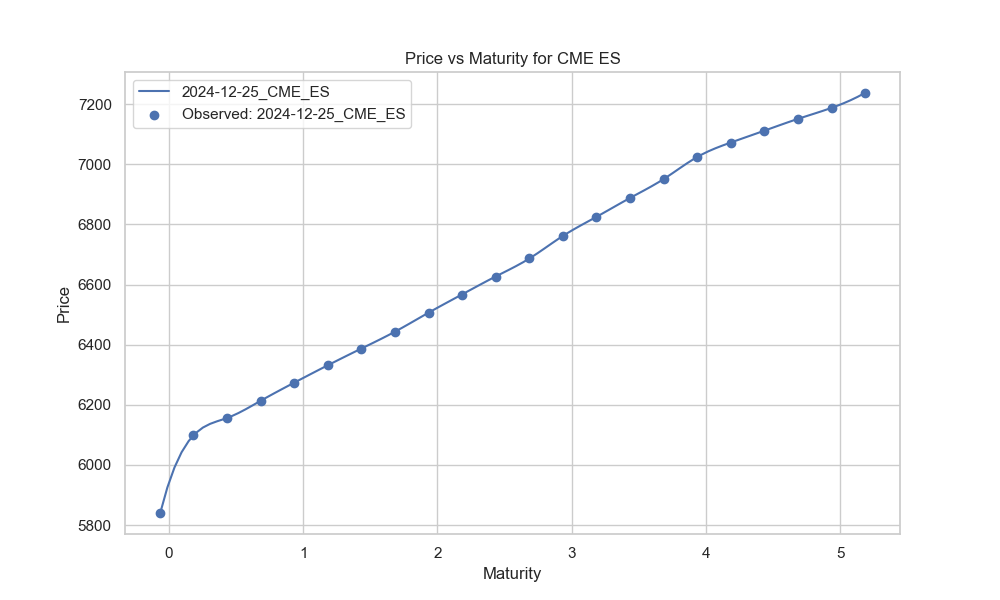 Price vs Maturity for CME ES
2024-12-25_CME_ES
Observed: 2024-12-25_CME_ES
Price
7200
7000
6800
6600
6400
6200
6000
5800
0 1 2 3 4 5
Maturity